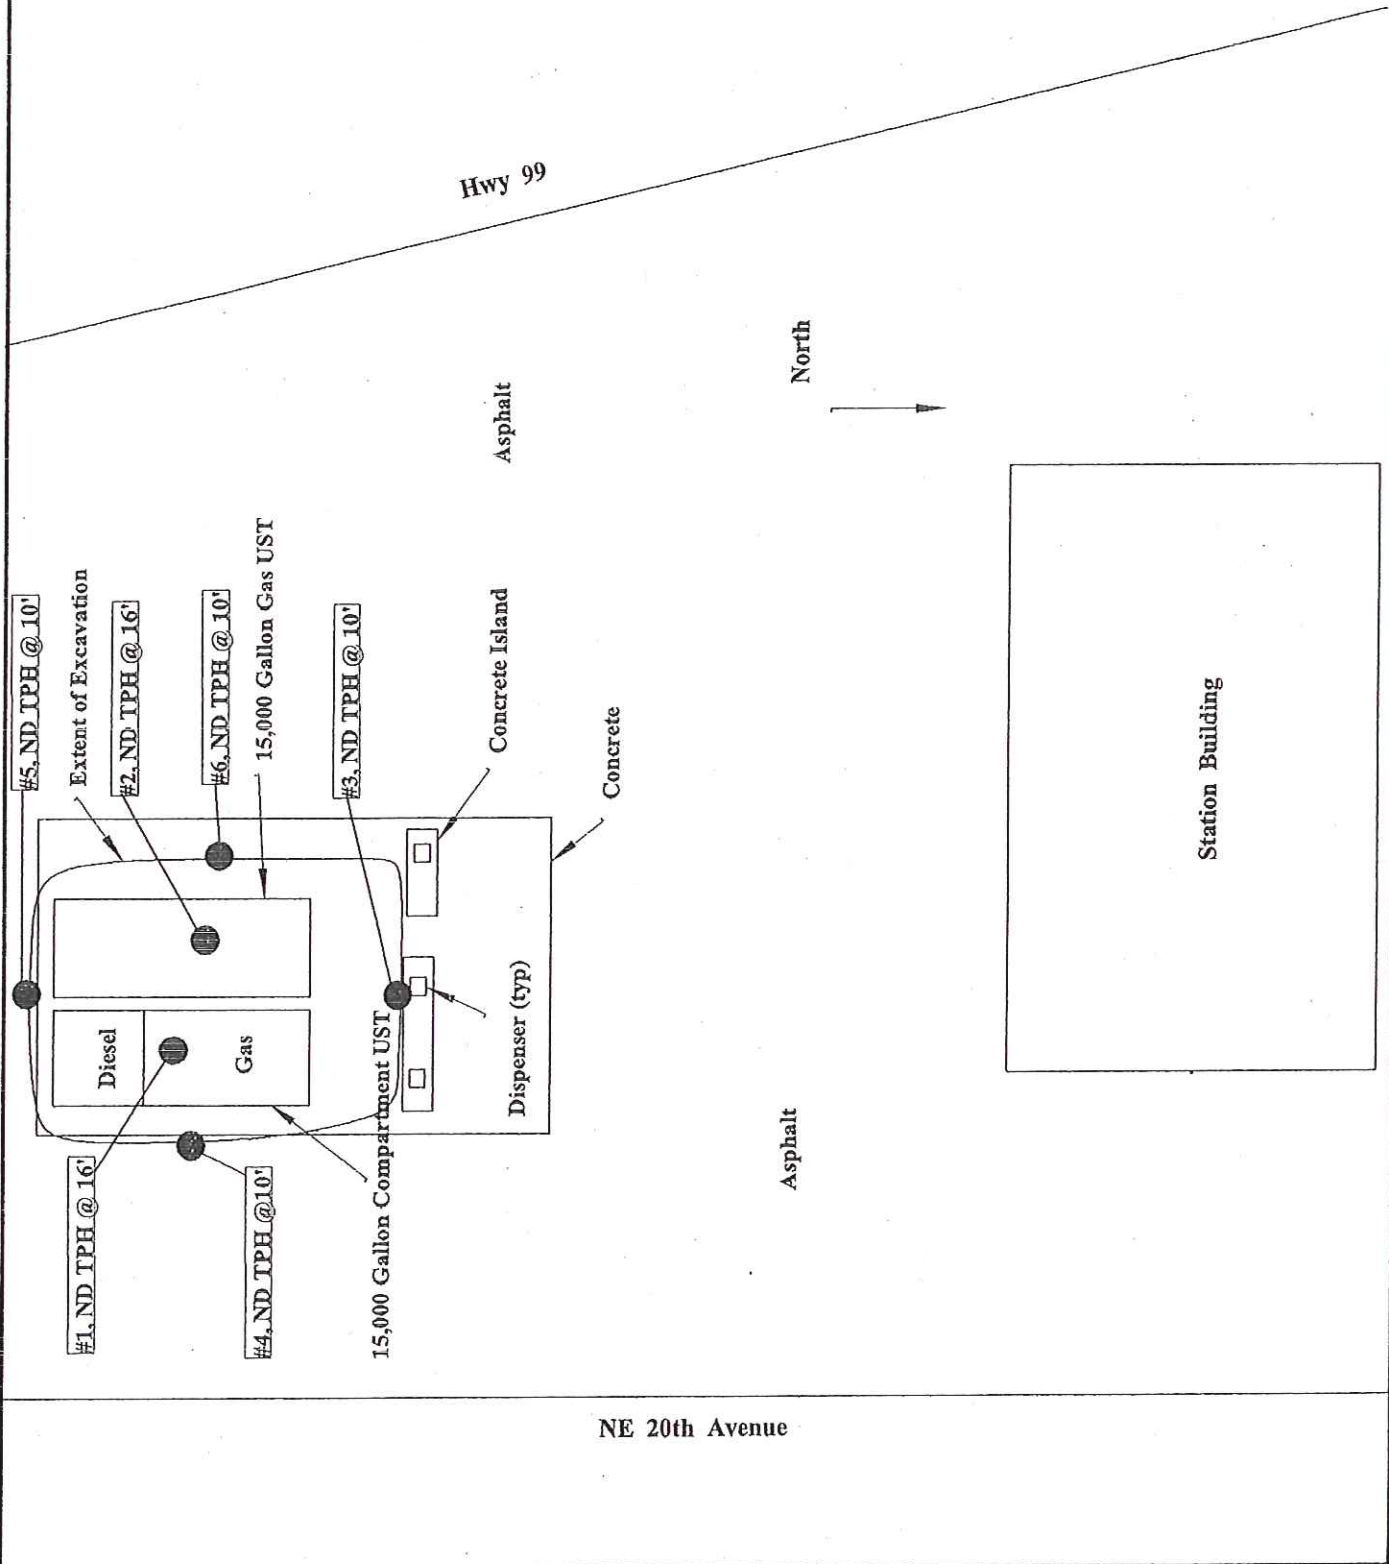 Hwy 99
North
Asphalt
#5, ND TPH @ 10'
Extent of Excavation
#2, ND TPH @ 16'
#6, ND TPH @ 10'
15,000 Gallon Gas UST
#3, ND TPH @ 10'
Concrete Island
Concrete
Station Building
Diesel
Gas
Dispenser (typ)
#1, ND TPH @ 16'
#4, ND TPH @10'
15,000 Gallon Compartment UST
Asphalt
NE 20th Avenue